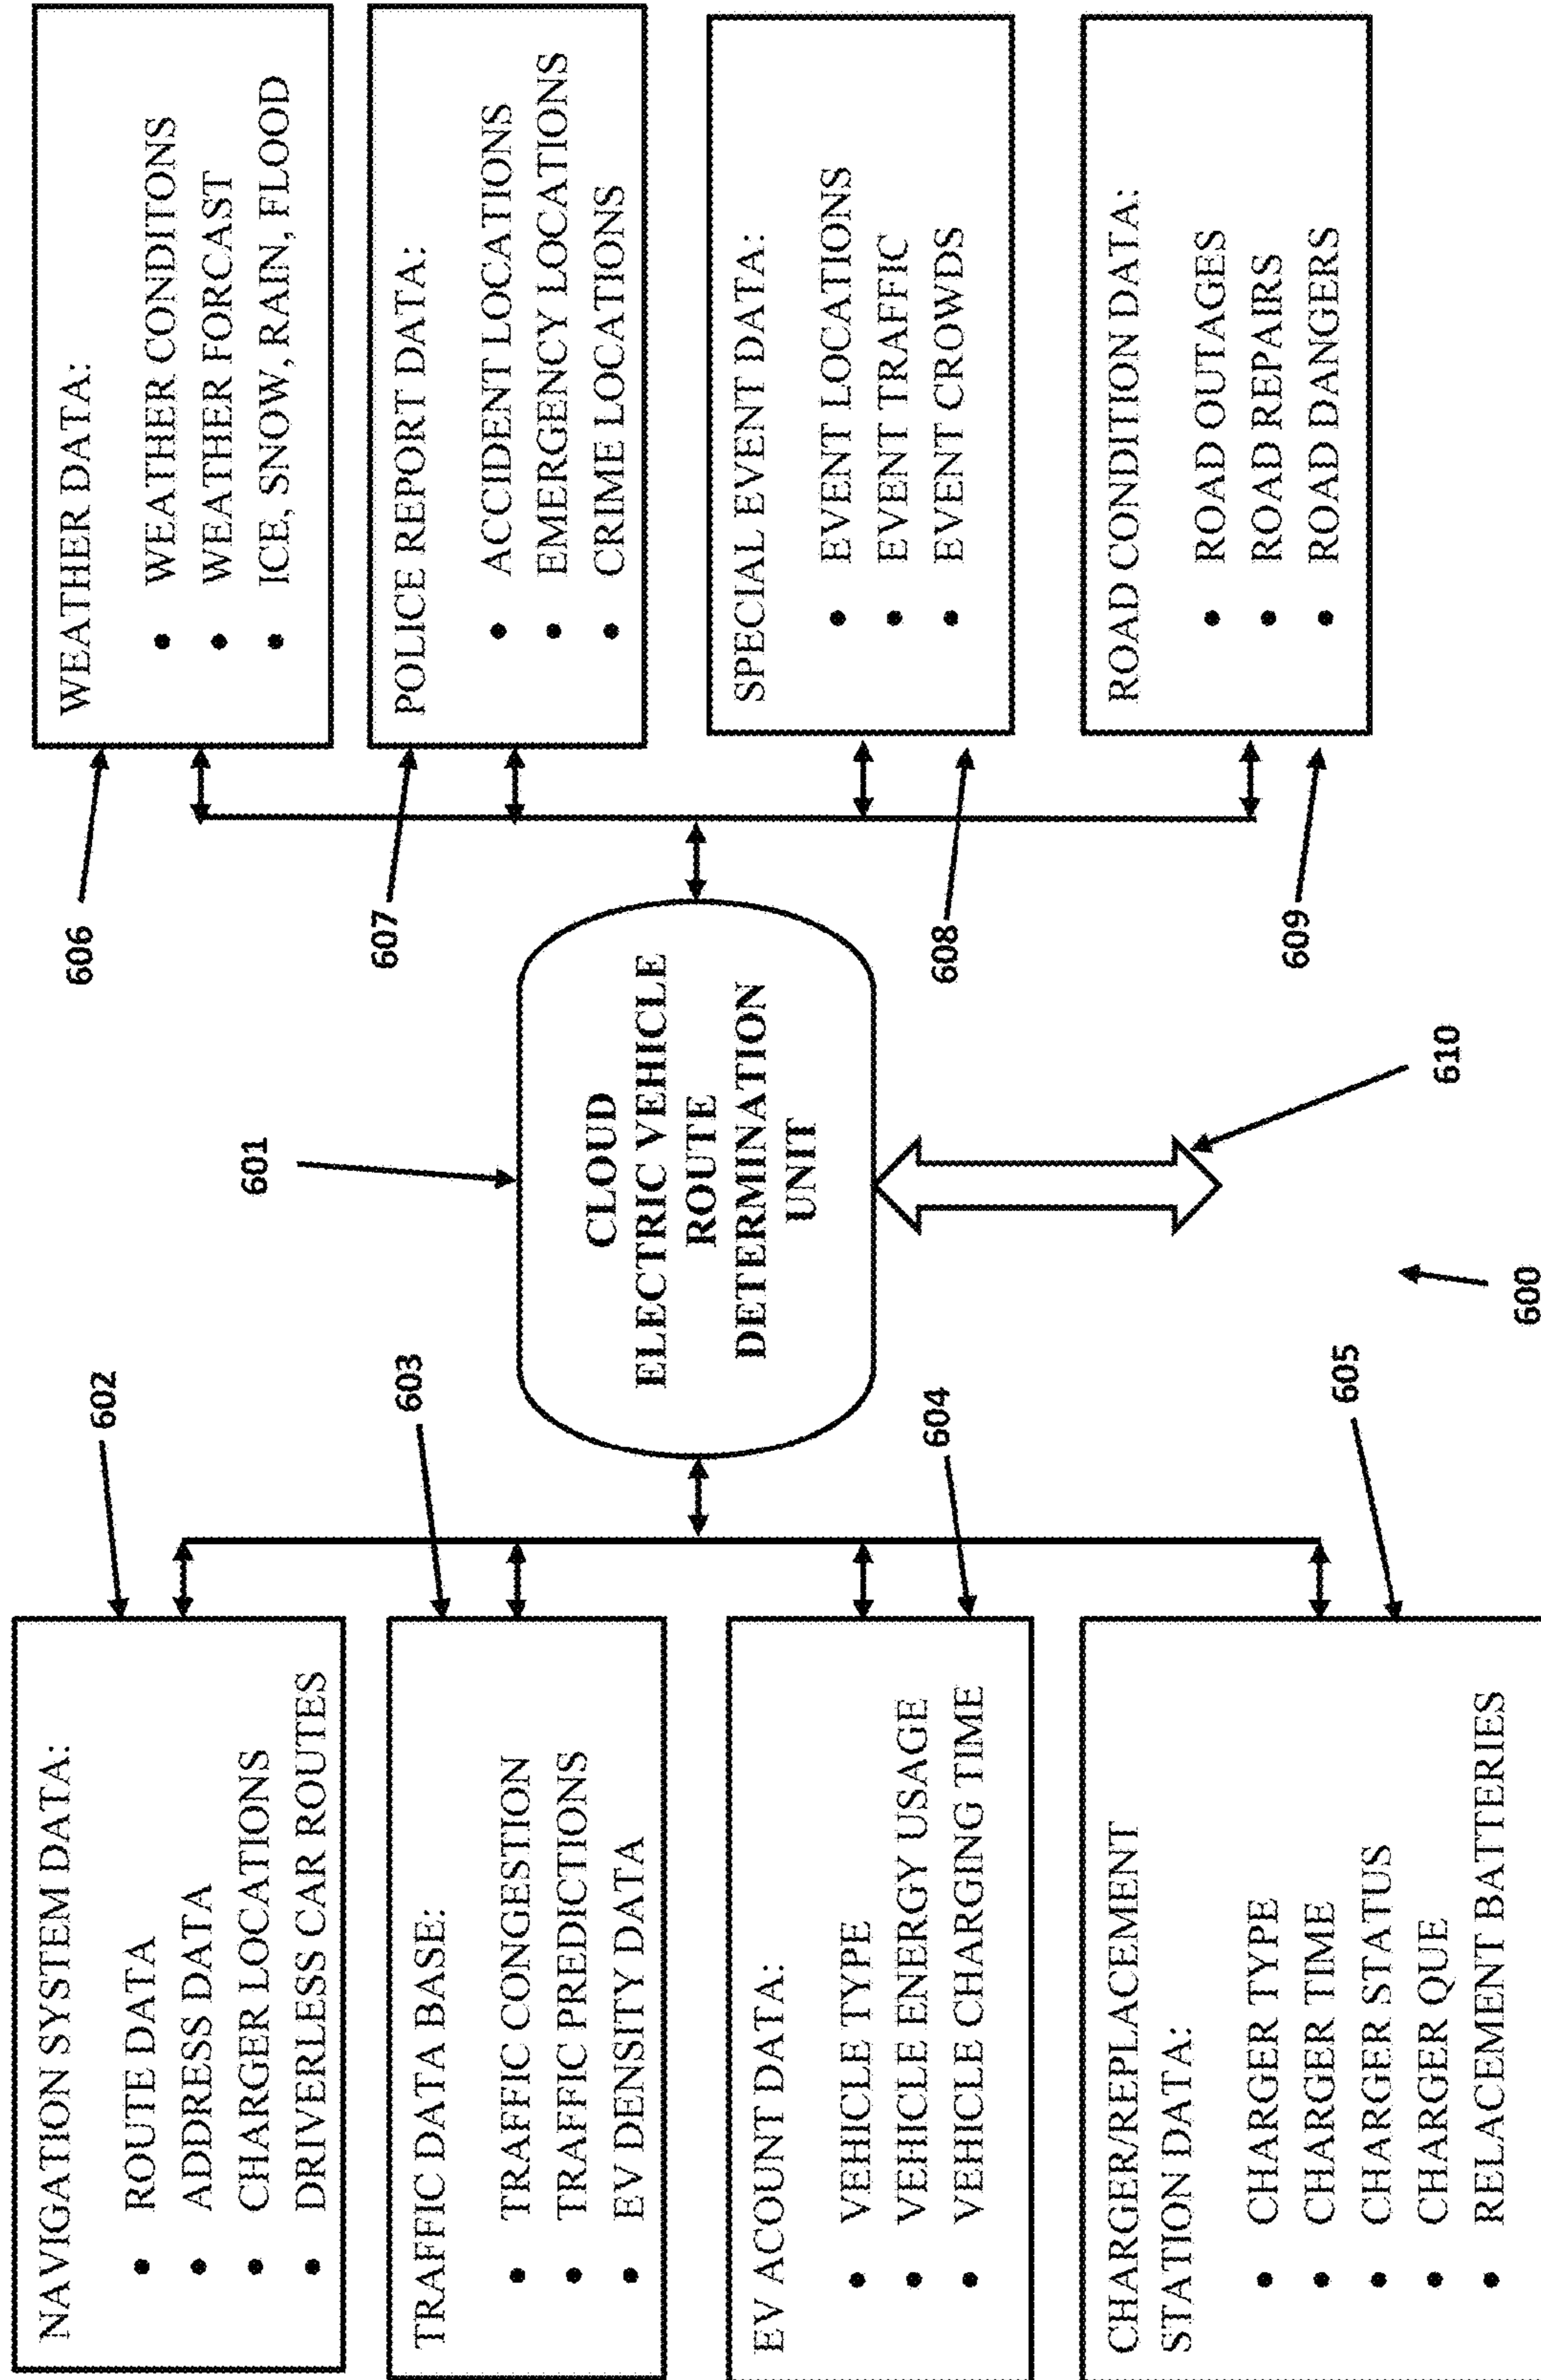 NAVIGATION SYSTEM DATA:
• ROUTE DATA
• ADDRESS DATA
• CHARGER LOCATIONS
• DRIVERLESS CAR ROUTES
602
TRAFFIC DATA BASE:
• TRAFFIC CONGESTION
• TRAFFIC PREDICTIONS
• EV DENSITY DATA
603
EV ACOUNT DATA:
• VEHICLE TYPE
• VEHICLE ENERGY USAGE
• VEHICLE CHARGING TIME
604
CHARGER/REPLACEMENT
STATION DATA:
• CHARGER TYPE
• CHARGER TIME
• CHARGER STATUS
• CHARGER QUE
• RELACEMENT BATTERIES
605
601
CLOUD
ELECTRIC VEHICLE
ROUTE
DETERMINATION
UNIT
610
600
WEATHER DATA:
• WEATHER CONDITONS
• WEATHER FORCAST
• ICE, SNOW, RAIN, FLOOD
606
POLICE REPORT DATA:
• ACCIDENT LOCATIONS
• EMERGENCY LOCATIONS
• CRIME LOCATIONS
607
SPECIAL EVENT DATA:
• EVENT LOCATIONS
• EVENT TRAFFIC
• EVENT CROWDS
608
ROAD CONDITION DATA:
• ROAD OUTAGES
• ROAD REPAIRS
• ROAD DANGERS
609